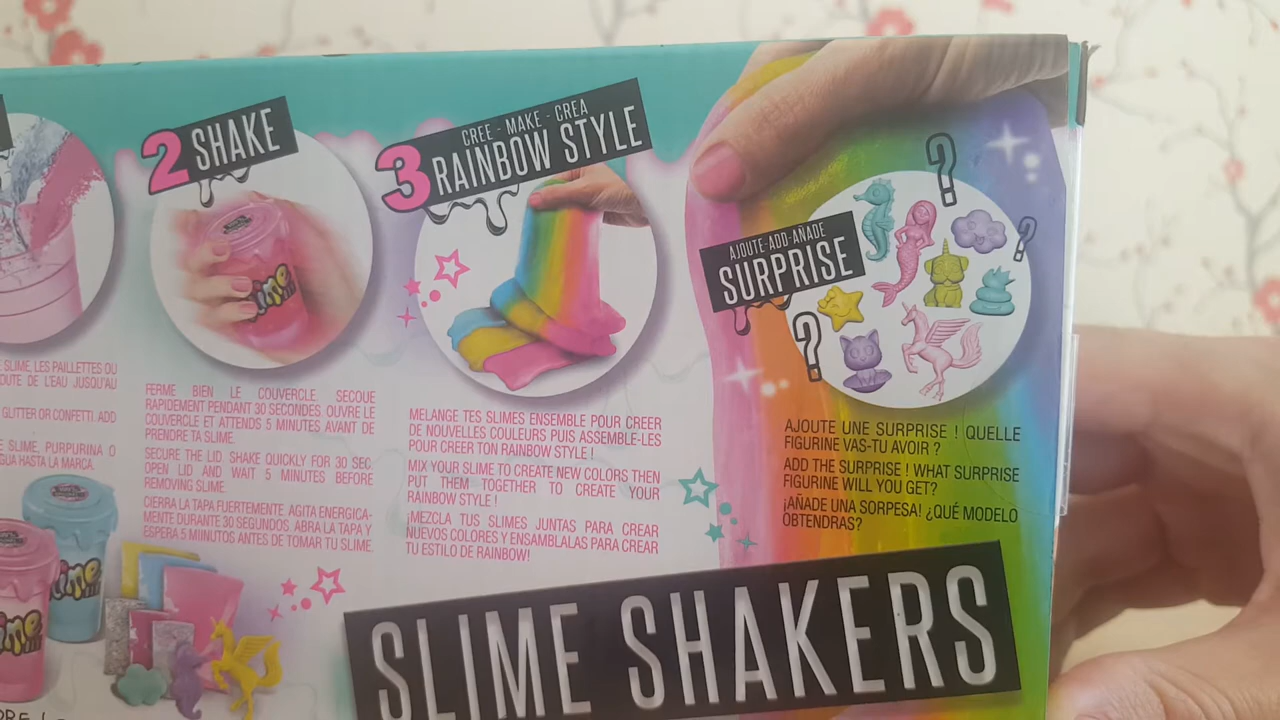 2 SHAKE
3 CREE - MAKE - CREA
RAINBOW STYLE
AJOUTE-ADD-AÑADE
SURPRISE
?
?
?
SLIME, LES PAILLETTES OU
DE L'EAU JUSQU'AU
GLITTER OR CONFETTI. ADD
SLIME, PURPURINA O
HASTA LA MARCA.
FERME BIEN LE COUVERCLE. SECOUE
RAPIDEMENT PENDANT 30 SECONDES. OUVRE LE
COUVERCLE ET ATTENDS 5 MINUTES AVANT DE
PRENDRE TA SLIME.
SECURE THE LID. SHAKE QUICKLY FOR 30 SEC.
OPEN LID AND WAIT 5 MINUTES BEFORE
REMOVING SLIME.
CIERRA LA TAPA FUERTEMENTE. AGITA ENERGICA-
MENTE DURANTE 30 SEGUNDOS. ABRA LA TAPA Y
ESPERA 5 MINUTOS ANTES DE TOMAR TU SLIME.
MELANGE TES SLIMES ENSEMBLE POUR CREER
DE NOUVELLES COULEURS PUIS ASSEMBLE-LES
POUR CREER TON RAINBOW STYLE !
MIX YOUR SLIME TO CREATE NEW COLORS THEN
PUT THEM TOGETHER TO CREATE YOUR
RAINBOW STYLE !
¡MEZCLA TUS SLIMES JUNTAS PARA CREAR
NUEVOS COLORES Y ENSAMBLALAS PARA CREAR
TU ESTILO DE RAINBOW!
AJOUTE UNE SURPRISE ! QUELLE
FIGURINE VAS-TU AVOIR ?
ADD THE SURPRISE ! WHAT SURPRISE
FIGURINE WILL YOU GET?
¡AÑADE UNA SORPESA! ¿QUÉ MODELO
OBTENDRAS?
SLIME SHAKERS